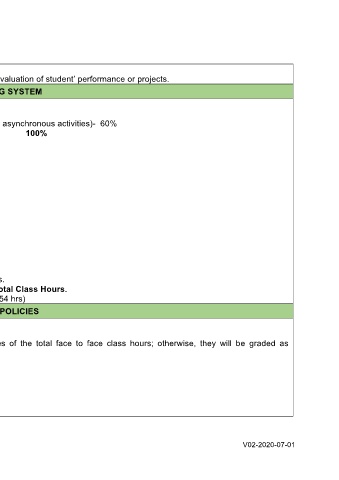 valuation of student' performance or projects.
G SYSTEM
asynchronous activities)- 60%
100%
s.
otal Class Hours.
54 hrs)
POLICIES
es of the total face to face class hours; otherwise, they will be graded as
V02-2020-07-01